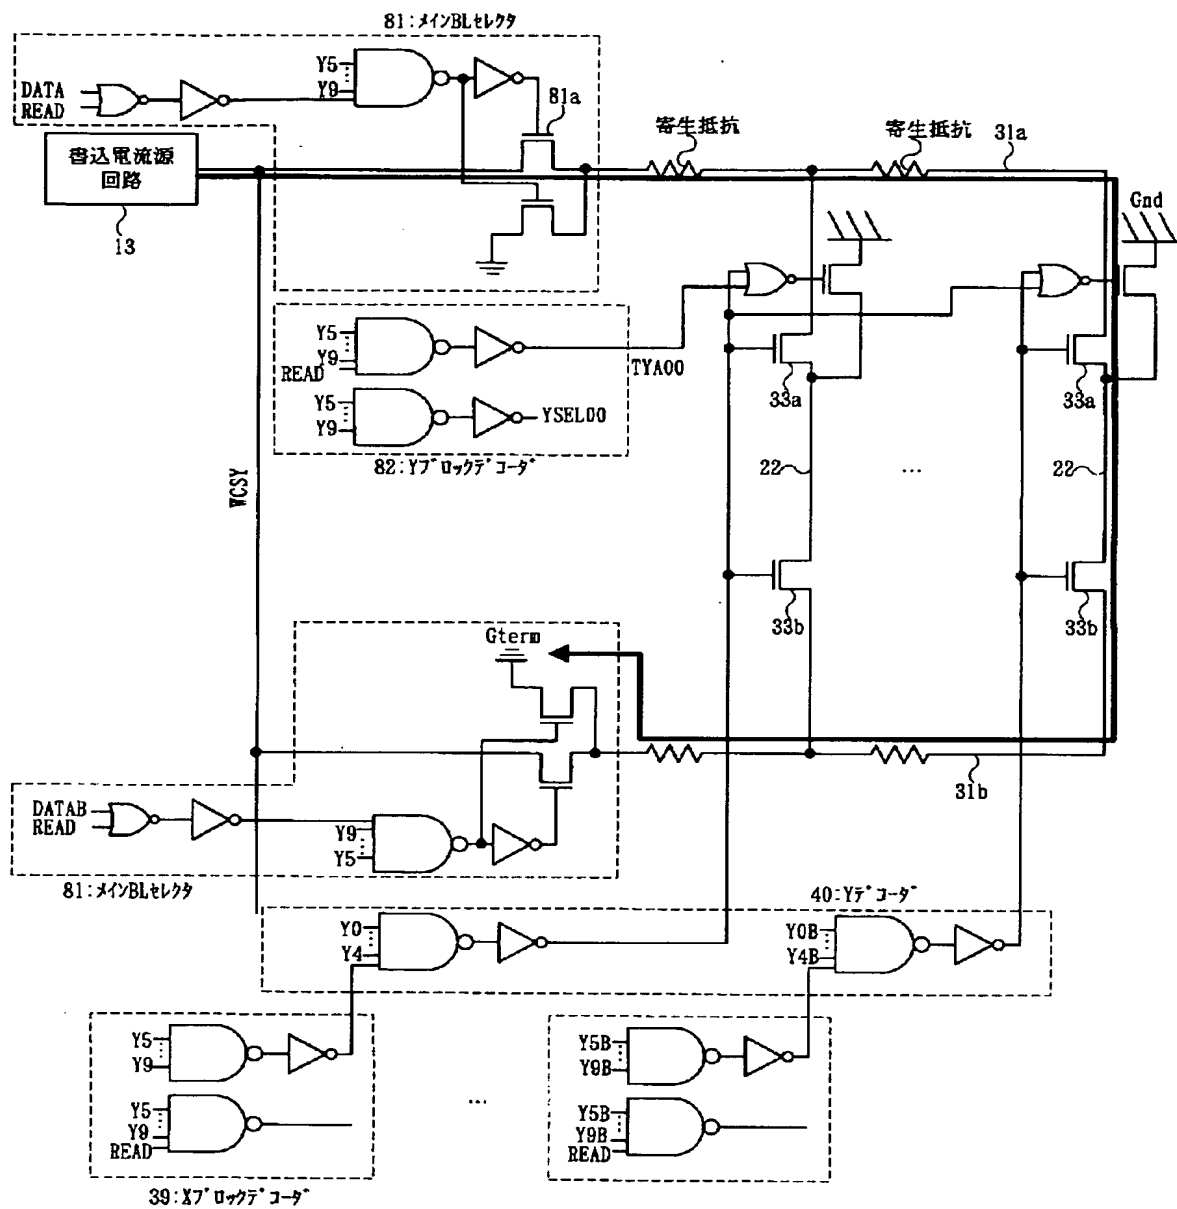 81:メインBLセレクタ
Y5
Y9
DATA
READ
81a
書込電流源
回路
13
寄生抵抗
寄生抵抗
31a
Gnd
Y5
Y9
READ
TYA00
Y5
Y9
YSEL00
82:Yブロックデコーダ
33a
33a
WCSY
22
...
22
33b
33b
Gterm
31b
DATAB
READ
Y9
Y5
81:メインBLセレクタ
40:Yデコーダ
Y0
Y4
Y0B
Y4B
Y5
Y9
Y5
Y9
READ
...
Y5B
Y9B
Y5B
Y9B
READ
39:Xブロックデコーダ